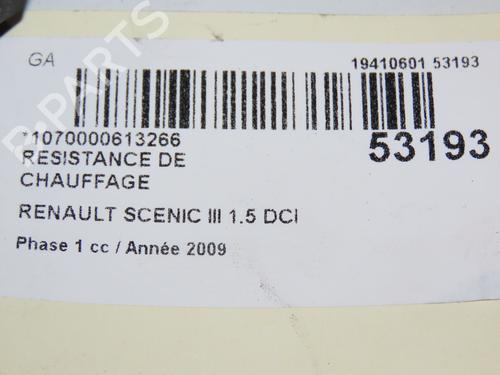 GA
19410601 53193
*1070000613266
53193
RESISTANCE DE
CHAUFFAGE
RENAULT SCENIC III 1.5 DCI
Phase 1 cc / Année 2009
B-PARTS